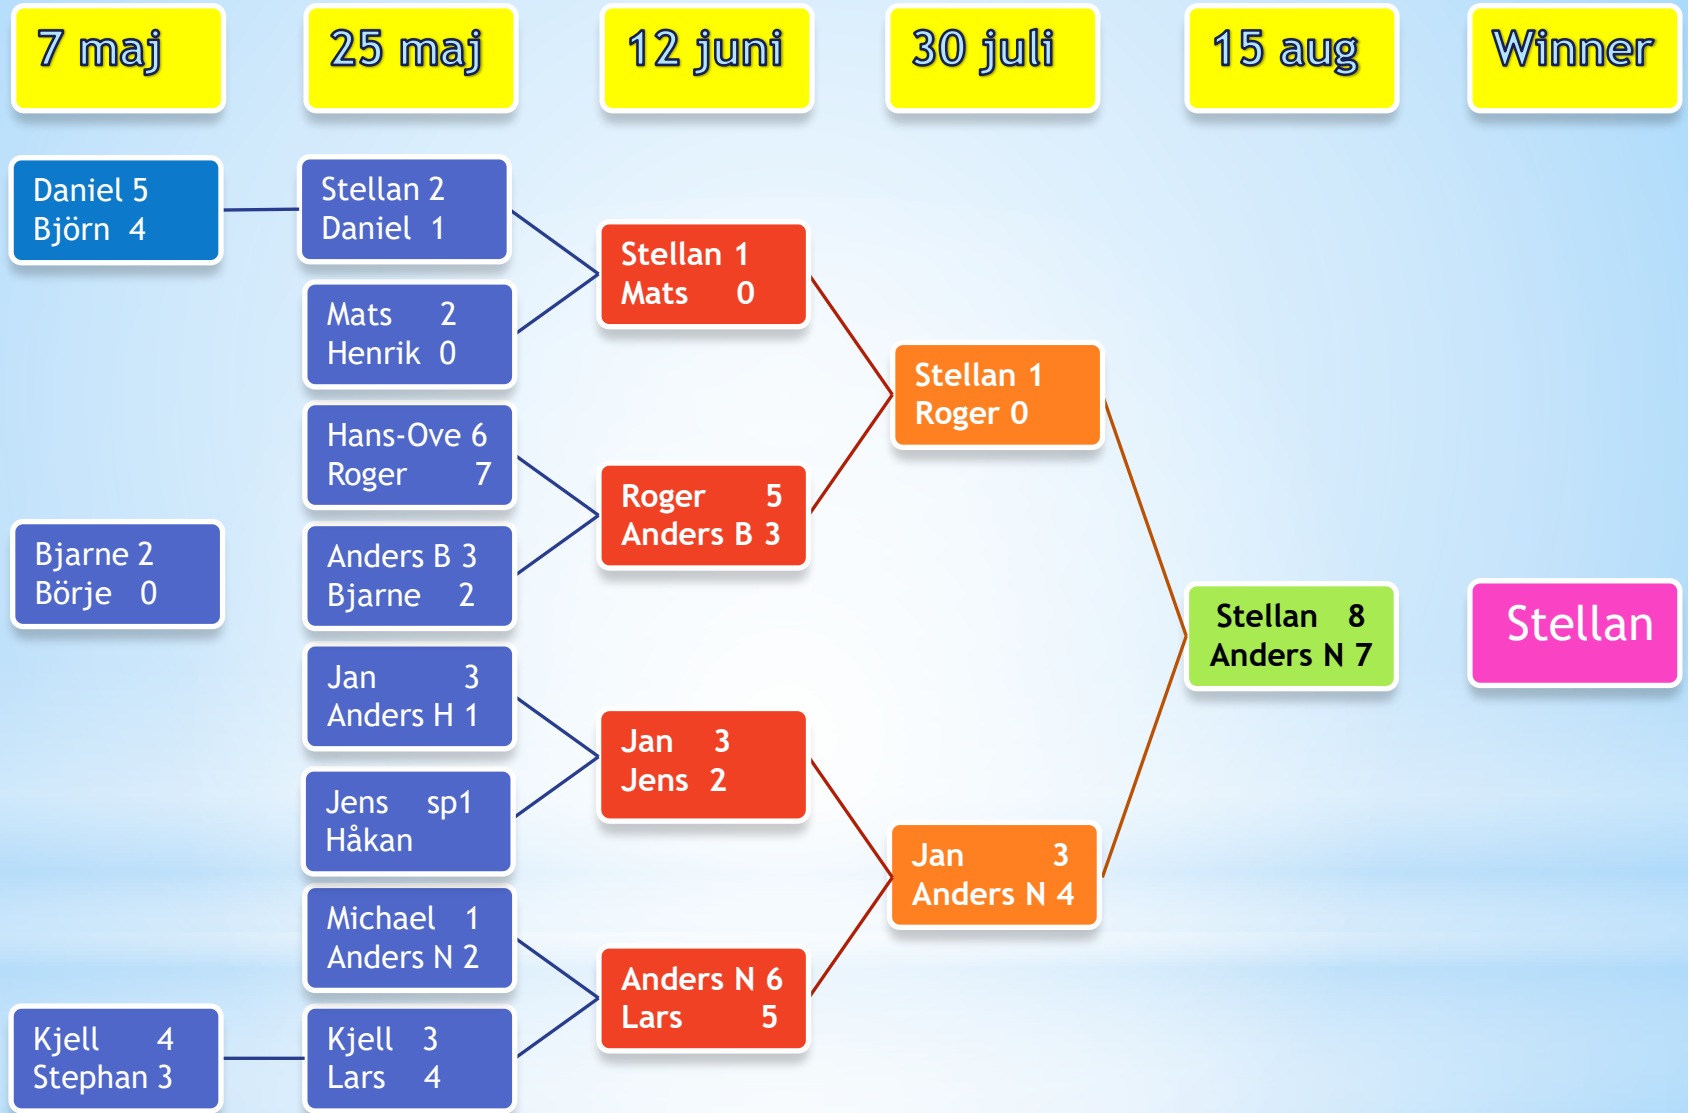 7 maj
25 maj
12 juni
30 juli
15 aug
Winner
Daniel 5
Björn 4
Bjarne 2
Börje 0
Kjell 4
Stephan 3
Stellan 2
Daniel 1
Mats 2
Henrik 0
Hans-Ove 6
Roger 7
Anders B 3
Bjarne 2
Jan 3
Anders H 1
Jens sp1
Håkan
Michael 1
Anders N 2
Kjell 3
Lars 4
Stellan 1
Mats 0
Roger 5
Anders B 3
Jan 3
Jens 2
Anders N 6
Lars 5
Stellan 1
Roger 0
Jan 3
Anders N 4
Stellan 8
Anders N 7
Stellan